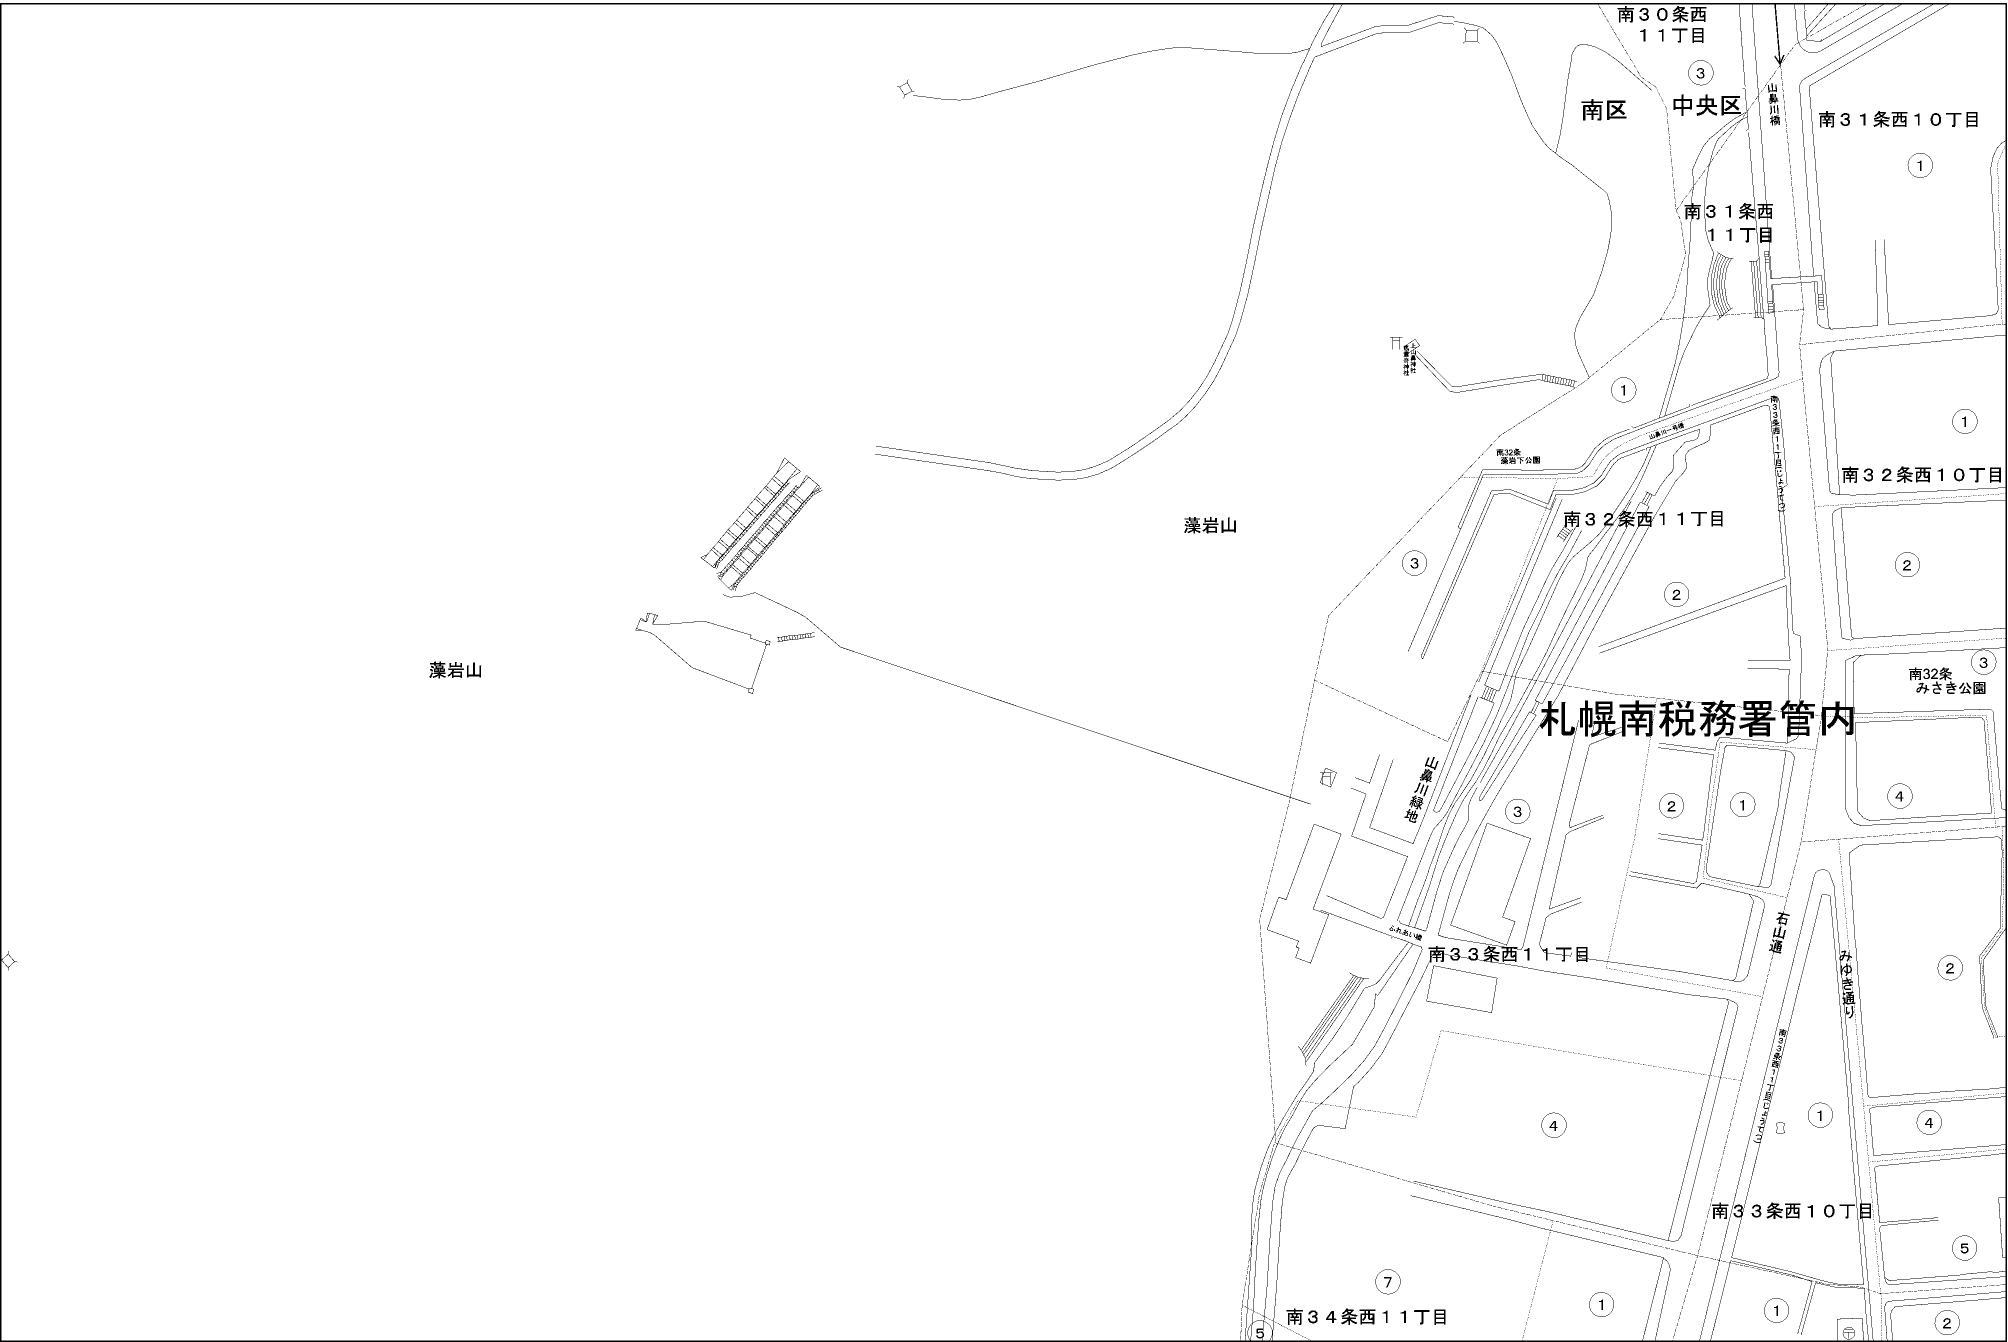 南３０条西
１１丁目
③
南区
中央区
山鼻川橋
南３１条西１０丁目
①
南３１条西
１１丁目
①
①
山鼻川一号橋
南32条
藻岩下公園
南３２条西１０丁目
藻岩山
南３２条西１１丁目
③
②
②
藻岩山
南32条
みさき公園
③
札幌南税務署管内
山鼻川緑地
③
②
①
④
石山通
みゆき通り
ふれあい橋
南３３条西１１丁目
②
④
①
④
南３３条西１０丁目
⑤
⑦
南３４条西１１丁目
①
①
②
⑤